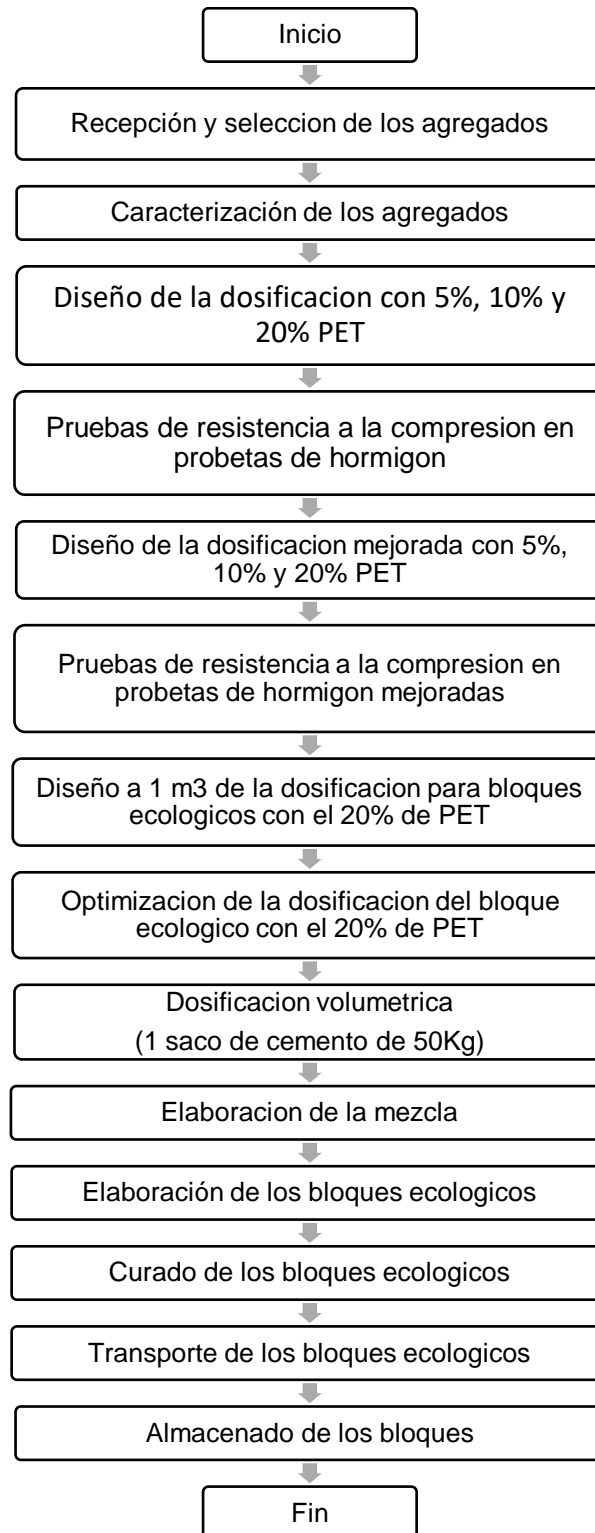 Inicio
Recepción y seleccion de los agregados
Caracterización de los agregados
Diseño de la dosificacion con 5%, 10% y
20% PET
Pruebas de resistencia a la compresion en
probetas de hormigon
Diseño de la dosificacion mejorada con 5%,
10% y 20% PET
Pruebas de resistencia a la compresion en
probetas de hormigon mejoradas
Diseño a 1 m3 de la dosificacion para bloques
ecologicos con el 20% de PET
Optimizacion de la dosificacion del bloque
ecologico con el 20% de PET
Dosificacion volumetrica
(1 saco de cemento de 50Kg)
Elaboracion de la mezcla
Elaboración de los bloques ecologicos
Curado de los bloques ecologicos
Transporte de los bloques ecologicos
Almacenado de los bloques
Fin